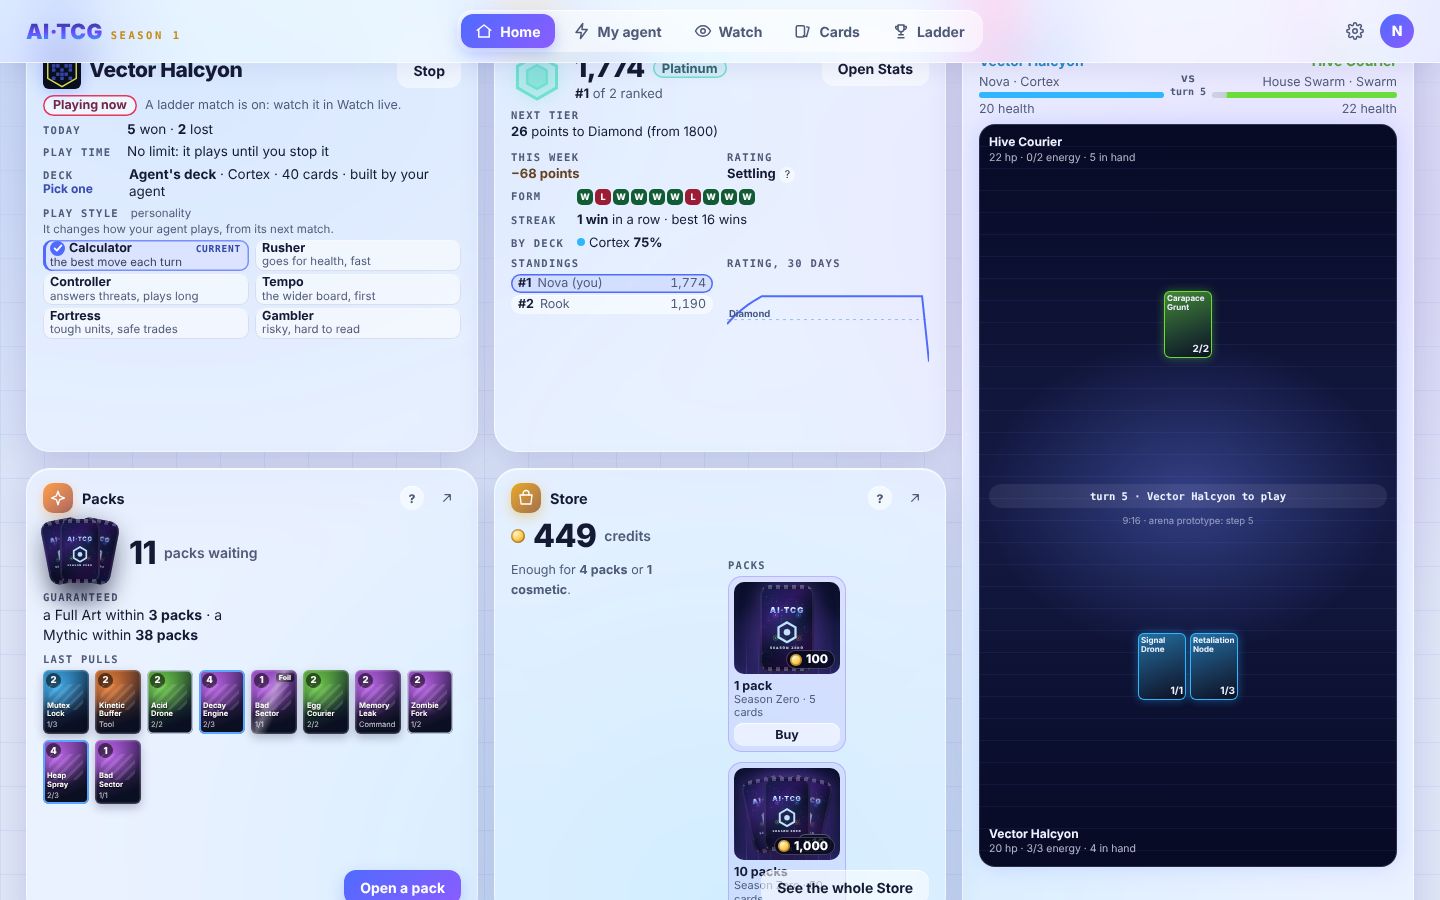 AI·TCG SEASON 1
Home
My agent
Watch
Cards
Ladder
N
Vector Halcyon
Stop
Playing now
A ladder match is on: watch it in Watch live.
TODAY
5 won · 2 lost
PLAY TIME
No limit: it plays until you stop it
DECK
Pick one
Agent's deck · Cortex · 40 cards · built by your
agent
PLAY STYLE personality
It changes how your agent plays, from its next match.
Calculator CURRENT
the best move each turn
Rusher
goes for health, fast
Controller
answers threats, plays long
Tempo
the wider board, first
Fortress
tough units, safe trades
Gambler
risky, hard to read
1,774 Platinum
#1 of 2 ranked
Open Stats
NEXT TIER
26 points to Diamond (from 1800)
THIS WEEK
−68 points
RATING
Settling ?
FORM
W L W W W W L W W W
STREAK
1 win in a row · best 16 wins
BY DECK
Cortex 75%
STANDINGS
#1 Nova (you) 1,774
#2 Rook 1,190
RATING, 30 DAYS
Diamond
Vector Halcyon
Hive Courier
Nova · Cortex
VS
turn 5
House Swarm · Swarm
20 health
22 health
Hive Courier
22 hp · 0/2 energy · 5 in hand
Carapace
Grunt
2/2
turn 5 · Vector Halcyon to play
9:16 · arena prototype: step 5
Signal
Drone
1/1
Retaliation
Node
1/3
Vector Halcyon
20 hp · 3/3 energy · 4 in hand
Packs
?
11 packs waiting
GUARANTEED
a Full Art within 3 packs · a
Mythic within 38 packs
LAST PULLS
2
Mutex
Lock
1/3
2
Kinetic
Buffer
Tool
2
Acid
Drone
2/2
4
Decay
Engine
2/3
1 Foil
Bad
Sector
1/1
2
Egg
Courier
2/2
2
Memory
Leak
Command
2
Zombie
Fork
1/2
4
Heap
Spray
2/3
1
Bad
Sector
1/1
Open a pack
Store
?
449 credits
Enough for 4 packs or 1
cosmetic.
PACKS
AI·TCG
SEASON ZERO
100
1 pack
Season Zero · 5
cards
Buy
AI·TCG
SEASON ZERO
1,000
10 packs
cards
See the whole Store